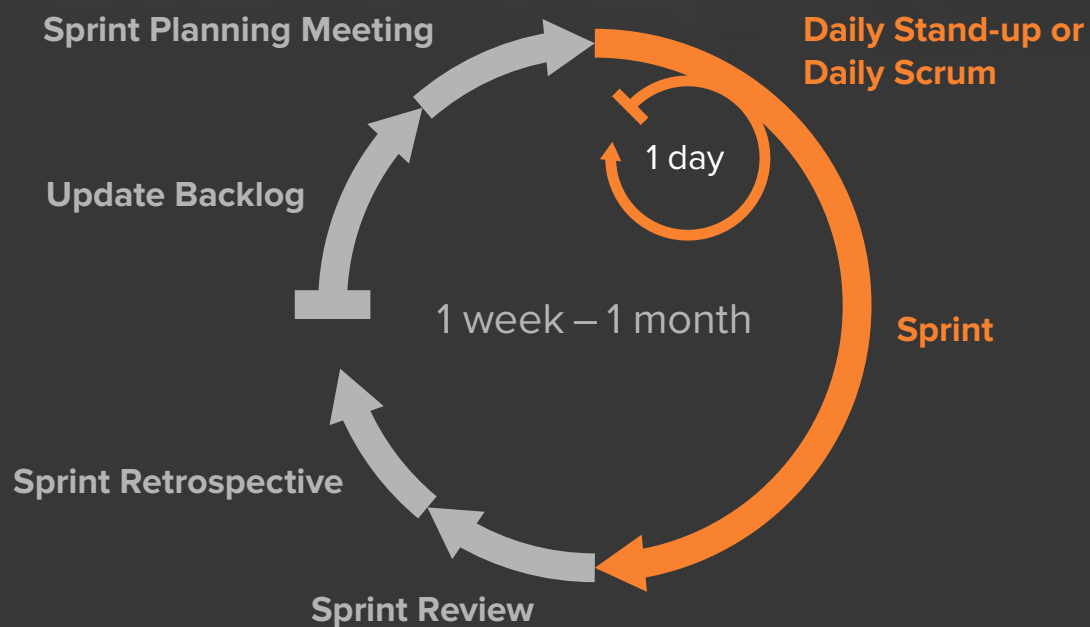 Sprint Planning Meeting
Daily Stand-up or
Daily Scrum
1 day
Update Backlog
1 week – 1 month
Sprint
Sprint Retrospective
Sprint Review